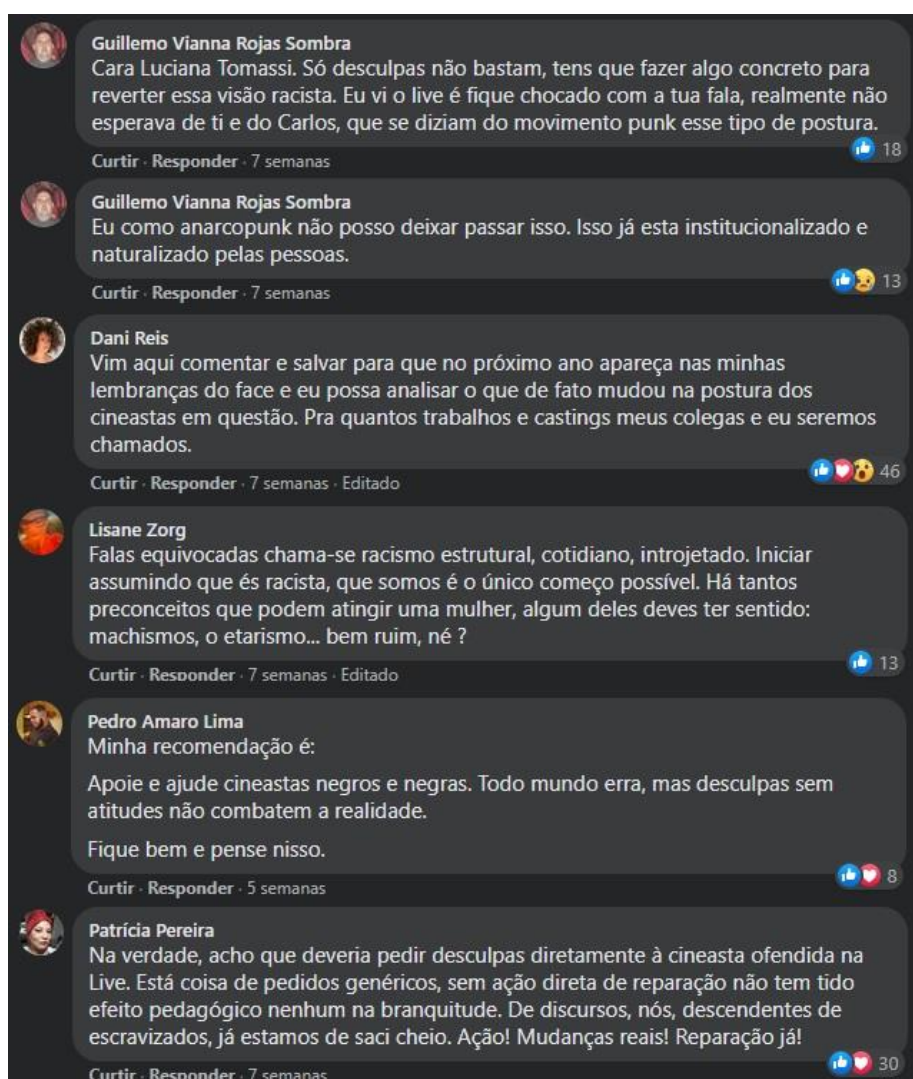 Guillemo Vianna Rojas Sombra
Cara Luciana Tomassi. Só desculpas não bastam, tens que fazer algo concreto para
reverter essa visão racista. Eu vi o live é fique chocado com a tua fala, realmente não
esperava de ti e do Carlos, que se diziam do movimento punk esse tipo de postura.
18
Curtir · Responder · 7 semanas
Guillemo Vianna Rojas Sombra
Eu como anarcopunk não posso deixar passar isso. Isso já esta institucionalizado e
naturalizado pelas pessoas.
13
Curtir · Responder · 7 semanas
Dani Reis
Vim aqui comentar e salvar para que no próximo ano apareça nas minhas
lembranças do face e eu possa analisar o que de fato mudou na postura dos
cineastas em questão. Pra quantos trabalhos e castings meus colegas e eu seremos
chamados.
46
Curtir · Responder · 7 semanas · Editado
Lisane Zorg
Falas equivocadas chama-se racismo estrutural, cotidiano, introjetado. Iniciar
assumindo que és racista, que somos é o único começo possível. Há tantos
preconceitos que podem atingir uma mulher, algum deles deves ter sentido:
machismos, o etarismo... bem ruim, né ?
13
Curtir · Responder · 7 semanas · Editado
Pedro Amaro Lima
Minha recomendação é:
Apoie e ajude cineastas negros e negras. Todo mundo erra, mas desculpas sem
atitudes não combatem a realidade.
Fique bem e pense nisso.
8
Curtir · Responder · 5 semanas
Patrícia Pereira
Na verdade, acho que deveria pedir desculpas diretamente à cineasta ofendida na
Live. Está coisa de pedidos genéricos, sem ação direta de reparação não tem tido
efeito pedagógico nenhum na branquitude. De discursos, nós, descendentes de
escravizados, já estamos de saci cheio. Ação! Mudanças reais! Reparação já!
30
Curtir · Responder · 7 semanas